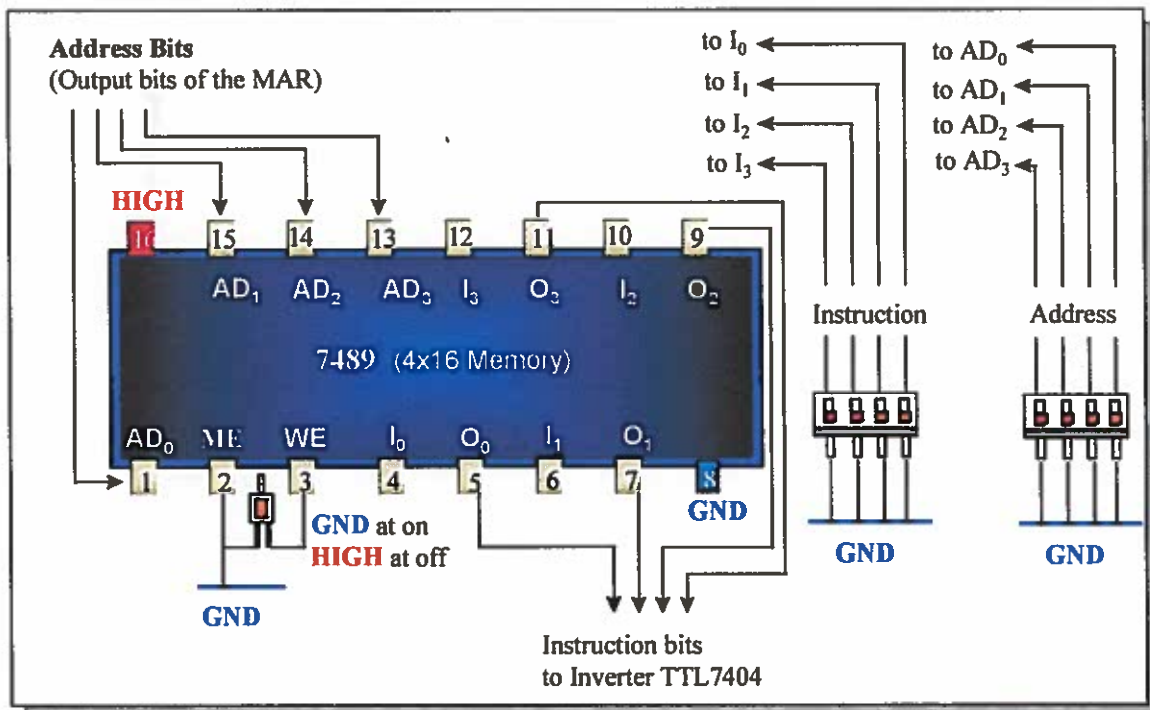 Address Bits
(Output bits of the MAR)
to I₀
to I₁
to I₂
to I₃
to AD₀
to AD₁
to AD₂
to AD₃
HIGH
16 15 14 13 12 11 10 9
AD₁ AD₂ AD₃ I₃ O₃ I₂ O₂
7489 (4x16 Memory)
AD₀ ME WE I₀ O₀ I₁ O₁
1 2 3 4 5 6 7 8
GND at on
HIGH at off
GND
GND
Instruction
Address
GND
GND
Instruction bits
to Inverter TTL7404